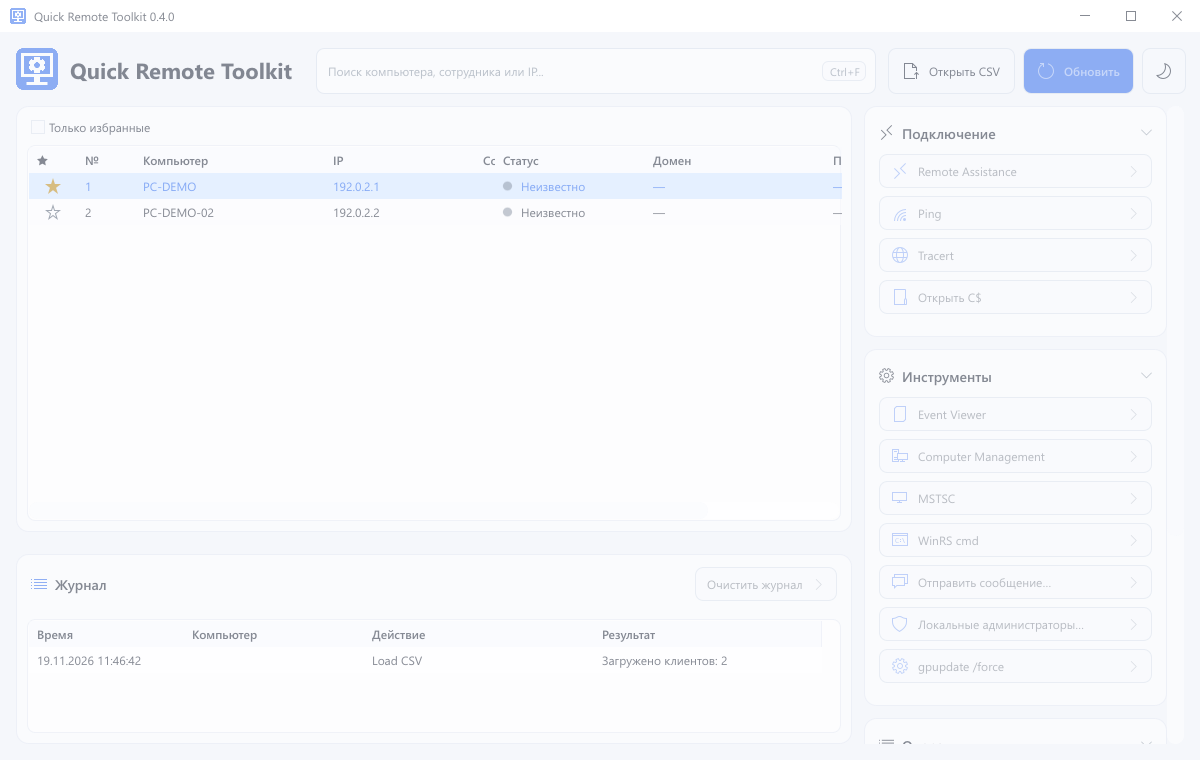 Quick Remote Toolkit 0.4.0
Quick Remote Toolkit
Поиск компьютера, сотрудника или IP...
Ctrl+F
Открыть CSV
Обновить
Только избранные
★ № Компьютер IP Сс Статус Домен П
★ 1 PC-DEMO 192.0.2.1 Неизвестно — —
☆ 2 PC-DEMO-02 192.0.2.2 Неизвестно — —
Журнал
Очистить журнал
Время Компьютер Действие Результат
19.11.2026 11:46:42 Load CSV Загружено клиентов: 2
Подключение
Remote Assistance
Ping
Tracert
Открыть C$
Инструменты
Event Viewer
Computer Management
MSTSC
WinRS cmd
Отправить сообщение...
Локальные администраторы...
gpupdate /force